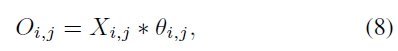 O_{i,j} = X_{i,j} * θ_{i,j},    (8)